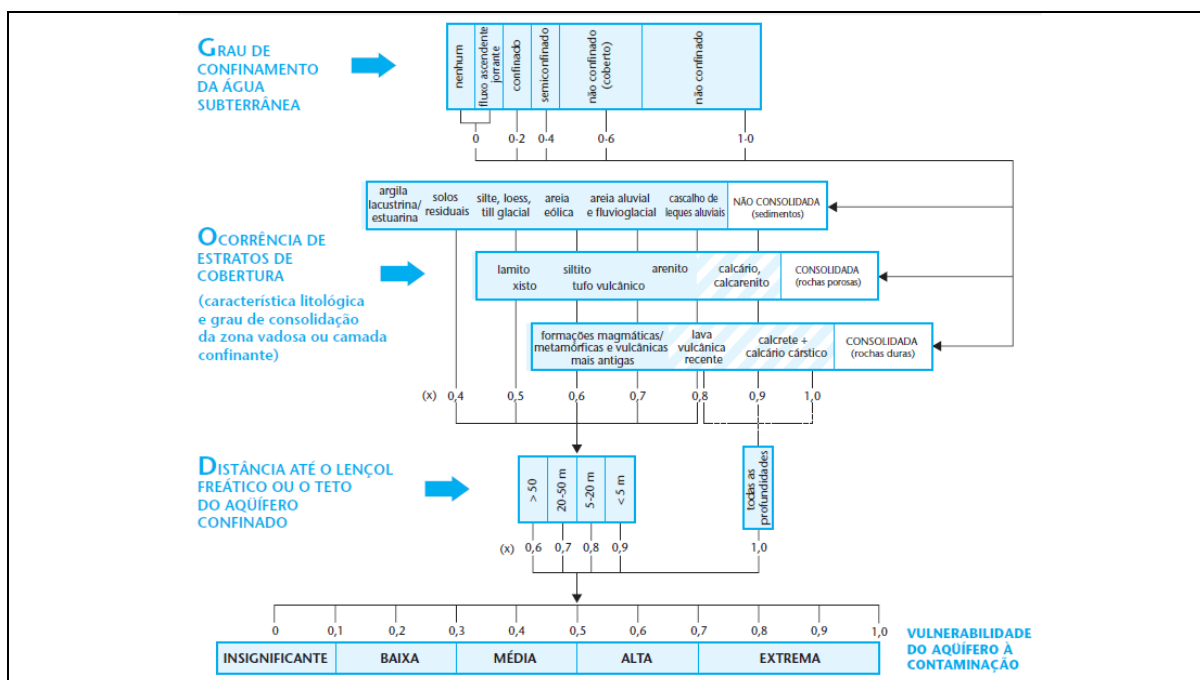 GRAU DE
CONFINAMENTO
DA ÁGUA
SUBTERRÂNEA
nenhum
fluxo ascendente
jorrante
confinado
semiconfinado
não confinado
(coberto)
não confinado
0
0-2
0-4
0-6
1-0
OCORRÊNCIA DE
ESTRATOS DE
COBERTURA
(característica litológica
e grau de consolidação
da zona vadosa ou camada
confinante)
argila
lacustrina/
estuarina
solos
residuais
silte, loess,
till glacial
areia
eólica
areia aluvial
e fluvioglacial
cascalho de
leques aluviais
NÃO CONSOLIDADA
(sedimentos)
lamito
xisto
siltito
tufo vulcânico
arenito
calcário,
calcarenito
CONSOLIDADA
(rochas porosas)
formações magmáticas/
metamórficas e vulcânicas
mais antigas
lava
vulcânica
recente
calcrete +
calcário cárstico
CONSOLIDADA
(rochas duras)
(x) 0,4 0,5 0,6 0,7 0,8 0,9 1,0
DISTÂNCIA ATÉ O LENÇOL
FREÁTICO OU O TETO
DO AQÜÍFERO
CONFINADO
> 50
20-50 m
5-20 m
< 5 m
todas as
profundidades
(x) 0,6 0,7 0,8 0,9 1,0
0 0,1 0,2 0,3 0,4 0,5 0,6 0,7 0,8 0,9 1,0
INSIGNIFICANTE BAIXA MÉDIA ALTA EXTREMA
VULNERABILIDADE
DO AQÜÍFERO À
CONTAMINAÇÃO